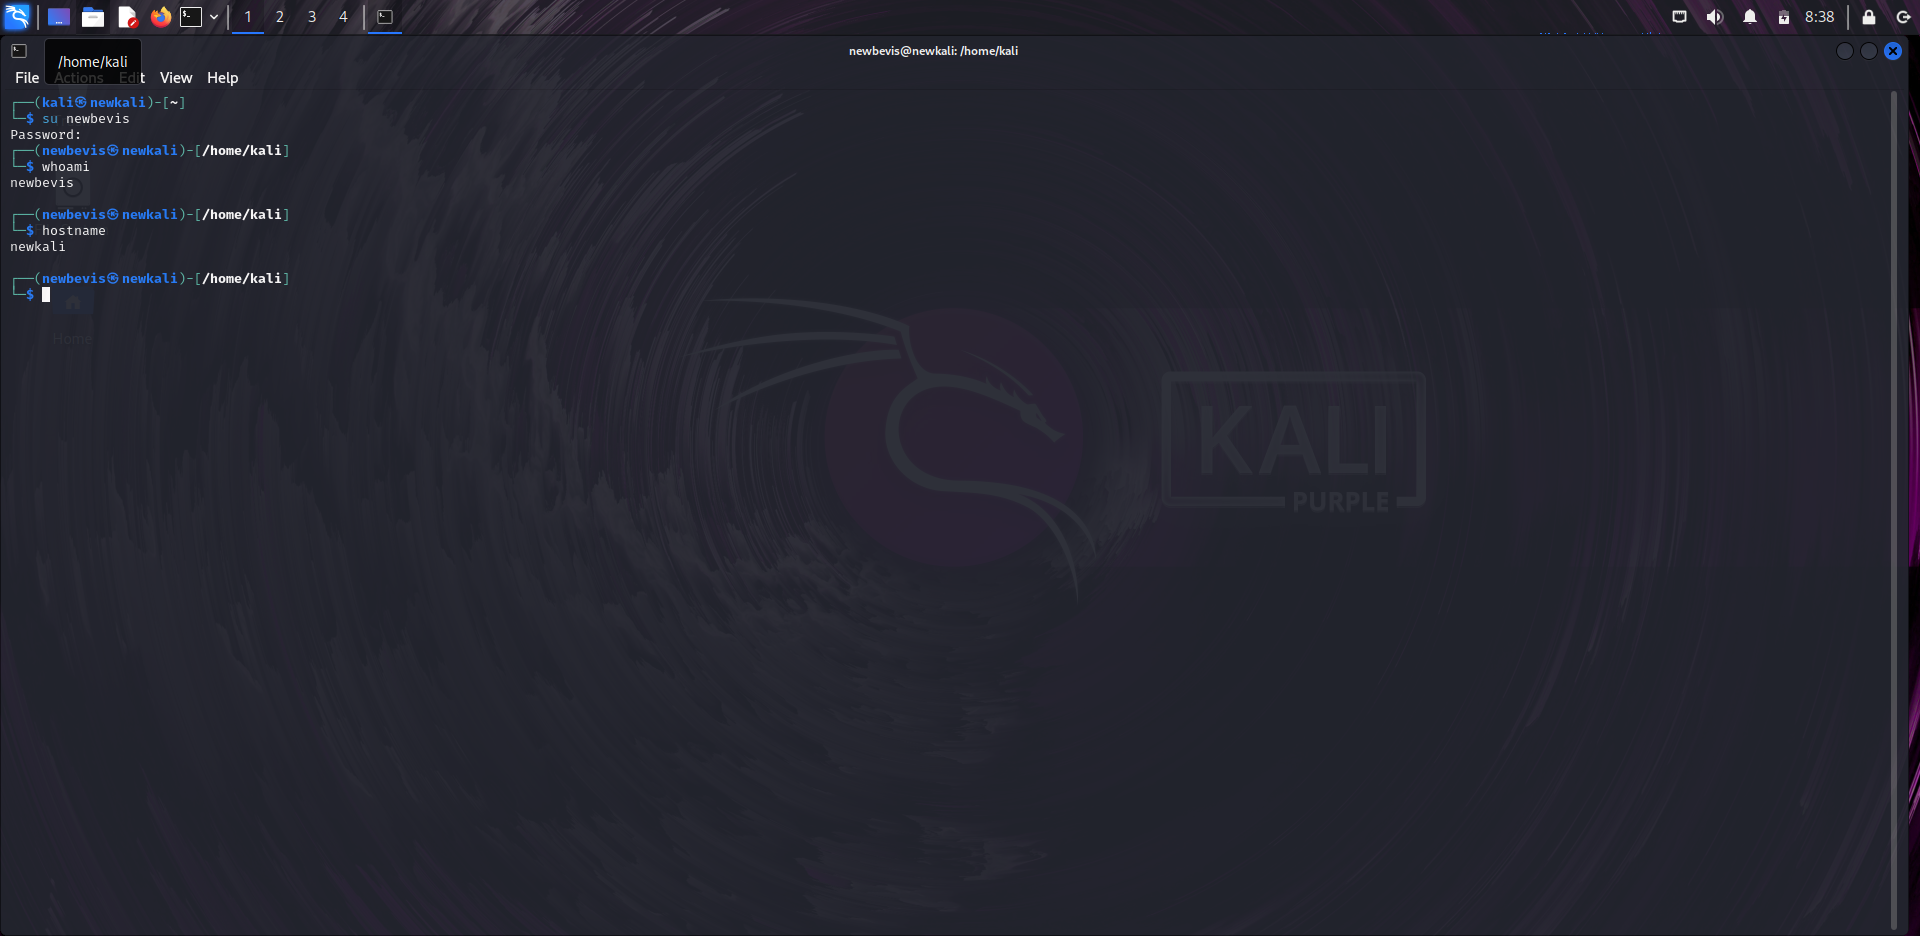 1 2 3 4 8:38
newbevis@newkali: /home/kali
/home/kali
File Actions Edit View Help
┌──(kali㉿newkali)-[~]
└─$ su newbevis
Password:
┌──(newbevis㉿newkali)-[/home/kali]
└─$ whoami
newbevis
┌──(newbevis㉿newkali)-[/home/kali]
└─$ hostname
newkali
┌──(newbevis㉿newkali)-[/home/kali]
└─$
Home
KALI
PURPLE